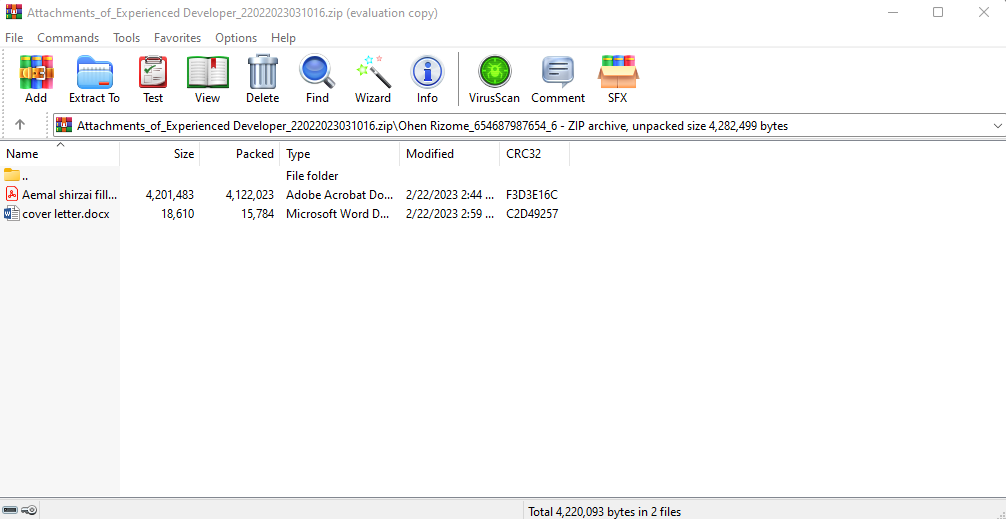 Attachments_of_Experienced Developer_22022023031016.zip (evaluation copy)
File Commands Tools Favorites Options Help
Add Extract To Test View Delete Find Wizard Info VirusScan Comment SFX
Attachments_of_Experienced Developer_22022023031016.zip\Ohen Rizome_654687987654_6 - ZIP archive, unpacked size 4,282,499 bytes
Name Size Packed Type Modified CRC32
.. File folder
Aemal shirzai fill... 4,201,483 4,122,023 Adobe Acrobat Do... 2/22/2023 2:44 ... F3D3E16C
cover letter.docx 18,610 15,784 Microsoft Word D... 2/22/2023 2:59 ... C2D49257
Total 4,220,093 bytes in 2 files